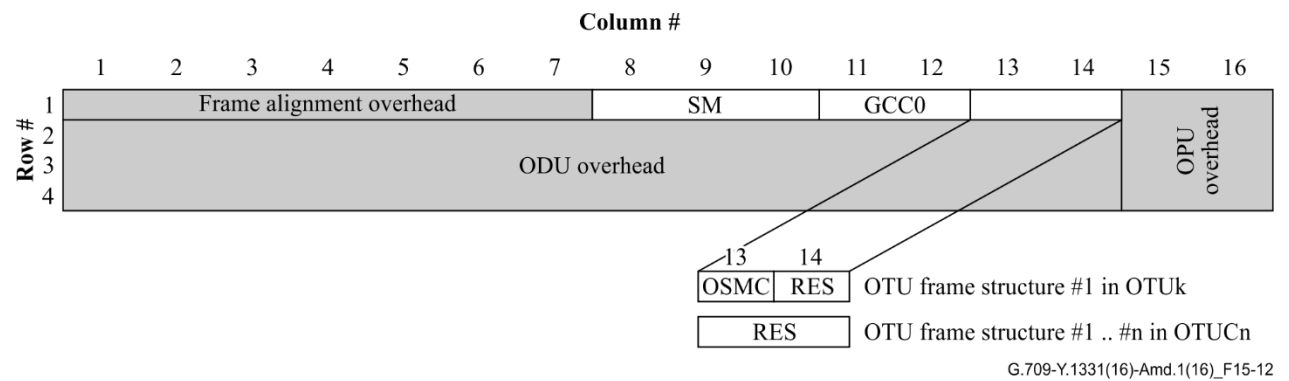 Column #
1 2 3 4 5 6 7 8 9 10 11 12 13 14 15 16
Row #
1 Frame alignment overhead SM GCC0
2
3 ODU overhead
4
OPU
overhead
13 14
OSMC RES OTU frame structure #1 in OTUk
RES OTU frame structure #1 .. #n in OTUCn
G.709-Y.1331(16)-Amd.1(16)_F15-12